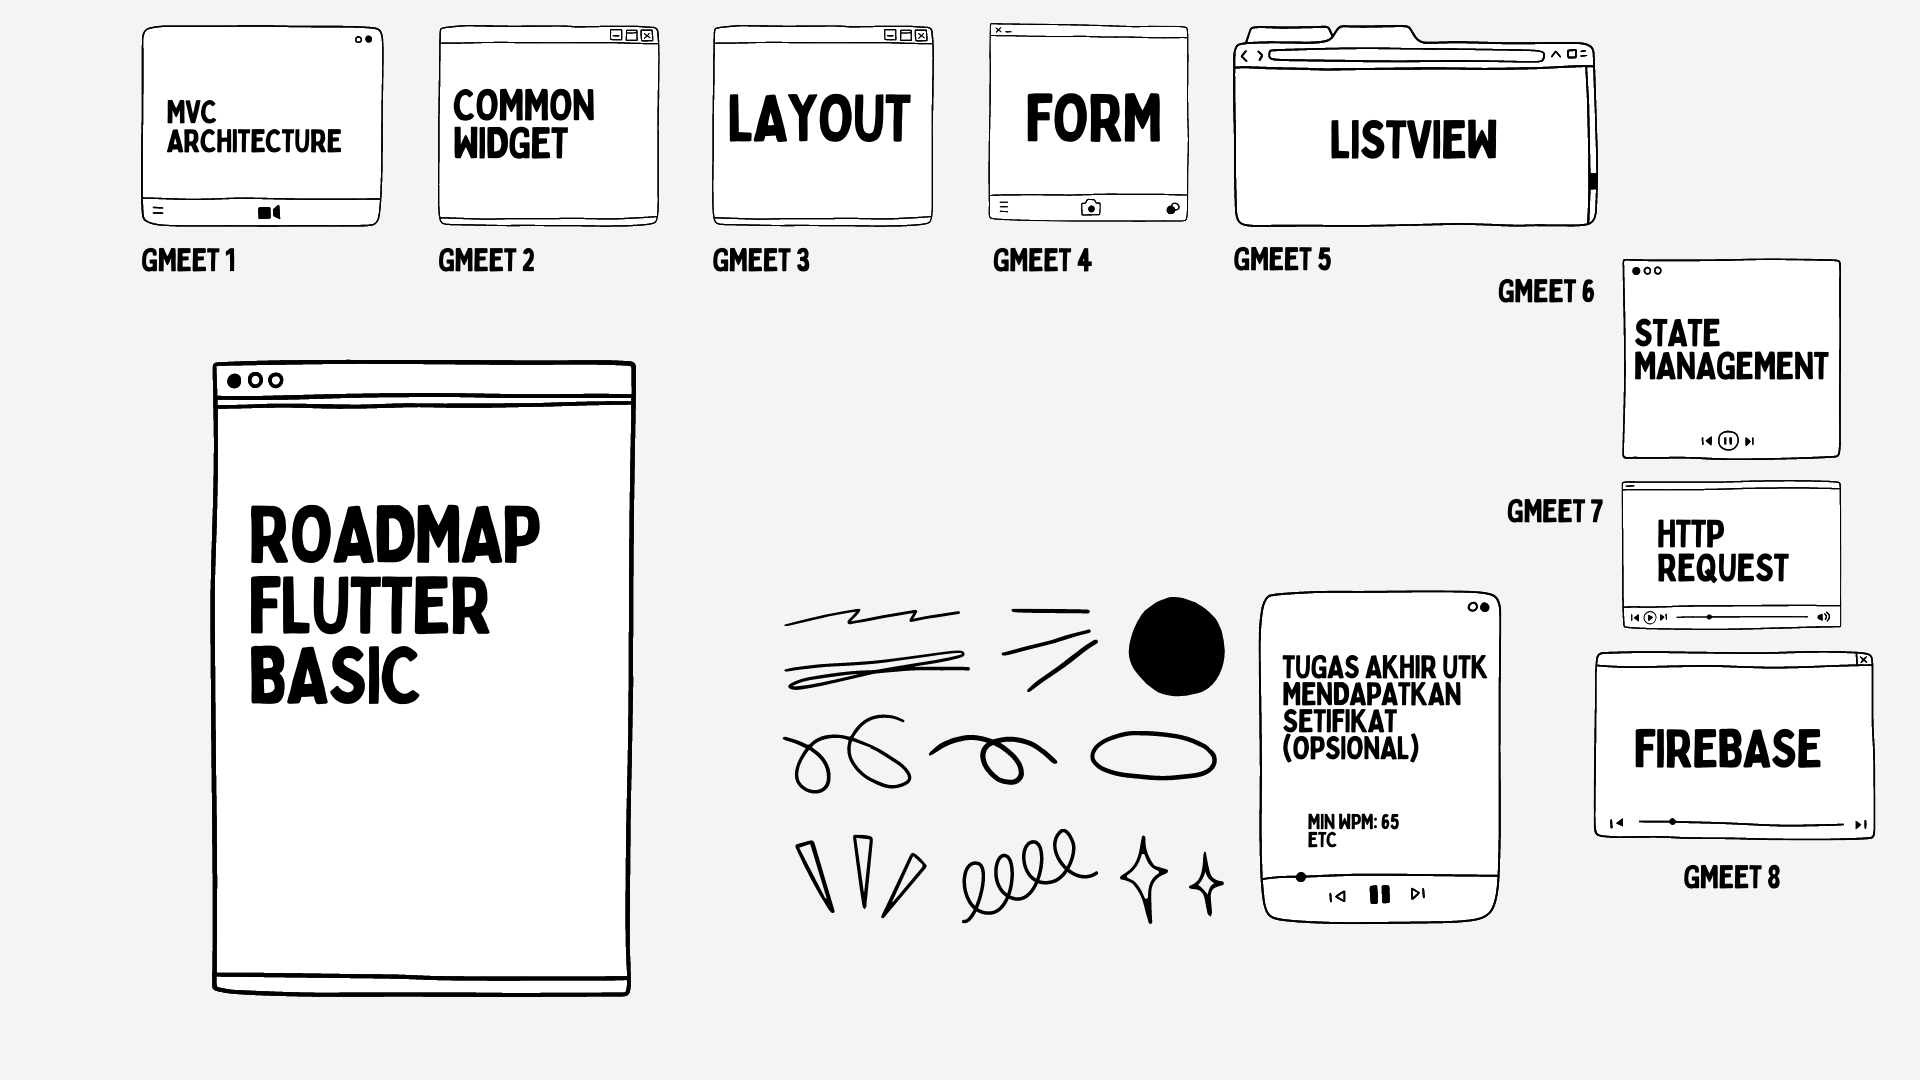 MVC
ARCHITECTURE
GMEET 1
COMMON
WIDGET
GMEET 2
LAYOUT
GMEET 3
FORM
GMEET 4
LISTVIEW
GMEET 5
GMEET 6
STATE
MANAGEMENT
GMEET 7
HTTP
REQUEST
FIREBASE
GMEET 8
TUGAS AKHIR UTK
MENDAPATKAN
SETIFIKAT
(OPSIONAL)
MIN WPM: 65
ETC
ROADMAP
FLUTTER
BASIC